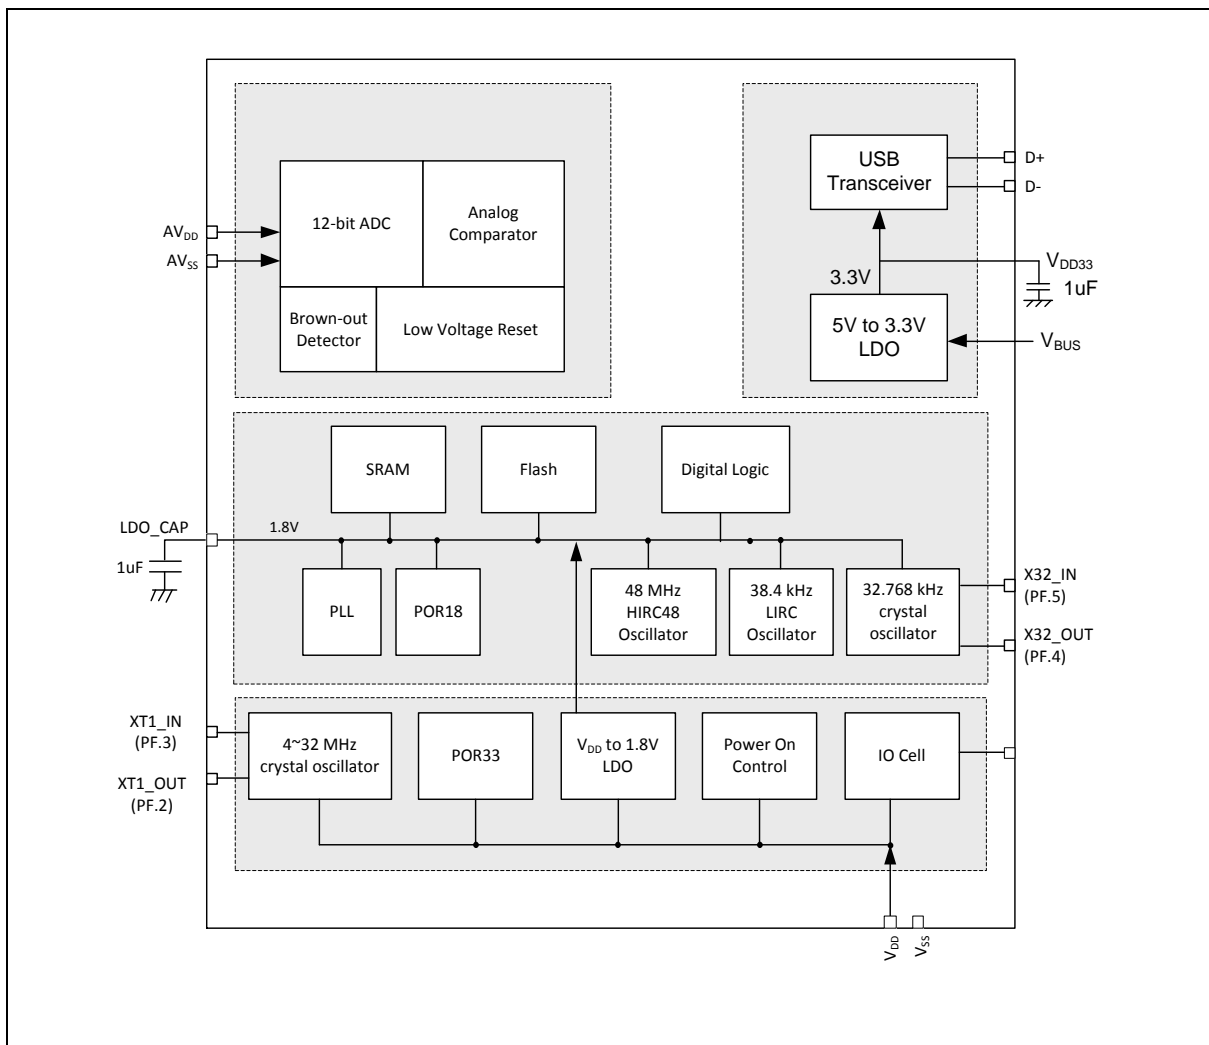 USB
Transceiver
D+
D-
12-bit ADC
Analog
Comparator
AVDD
AVSS
3.3V
VDD33
1uF
Brown-out
Detector
Low Voltage Reset
5V to 3.3V
LDO
VBUS
SRAM
Flash
Digital Logic
LDO_CAP
1.8V
1uF
PLL
POR18
48 MHz
HIRC48
Oscillator
38.4 kHz
LIRC
Oscillator
32.768 kHz
crystal
oscillator
X32_IN
(PF.5)
X32_OUT
(PF.4)
XT1_IN
(PF.3)
XT1_OUT
(PF.2)
4~32 MHz
crystal oscillator
POR33
VDD to 1.8V
LDO
Power On
Control
IO Cell
VDD
VSS